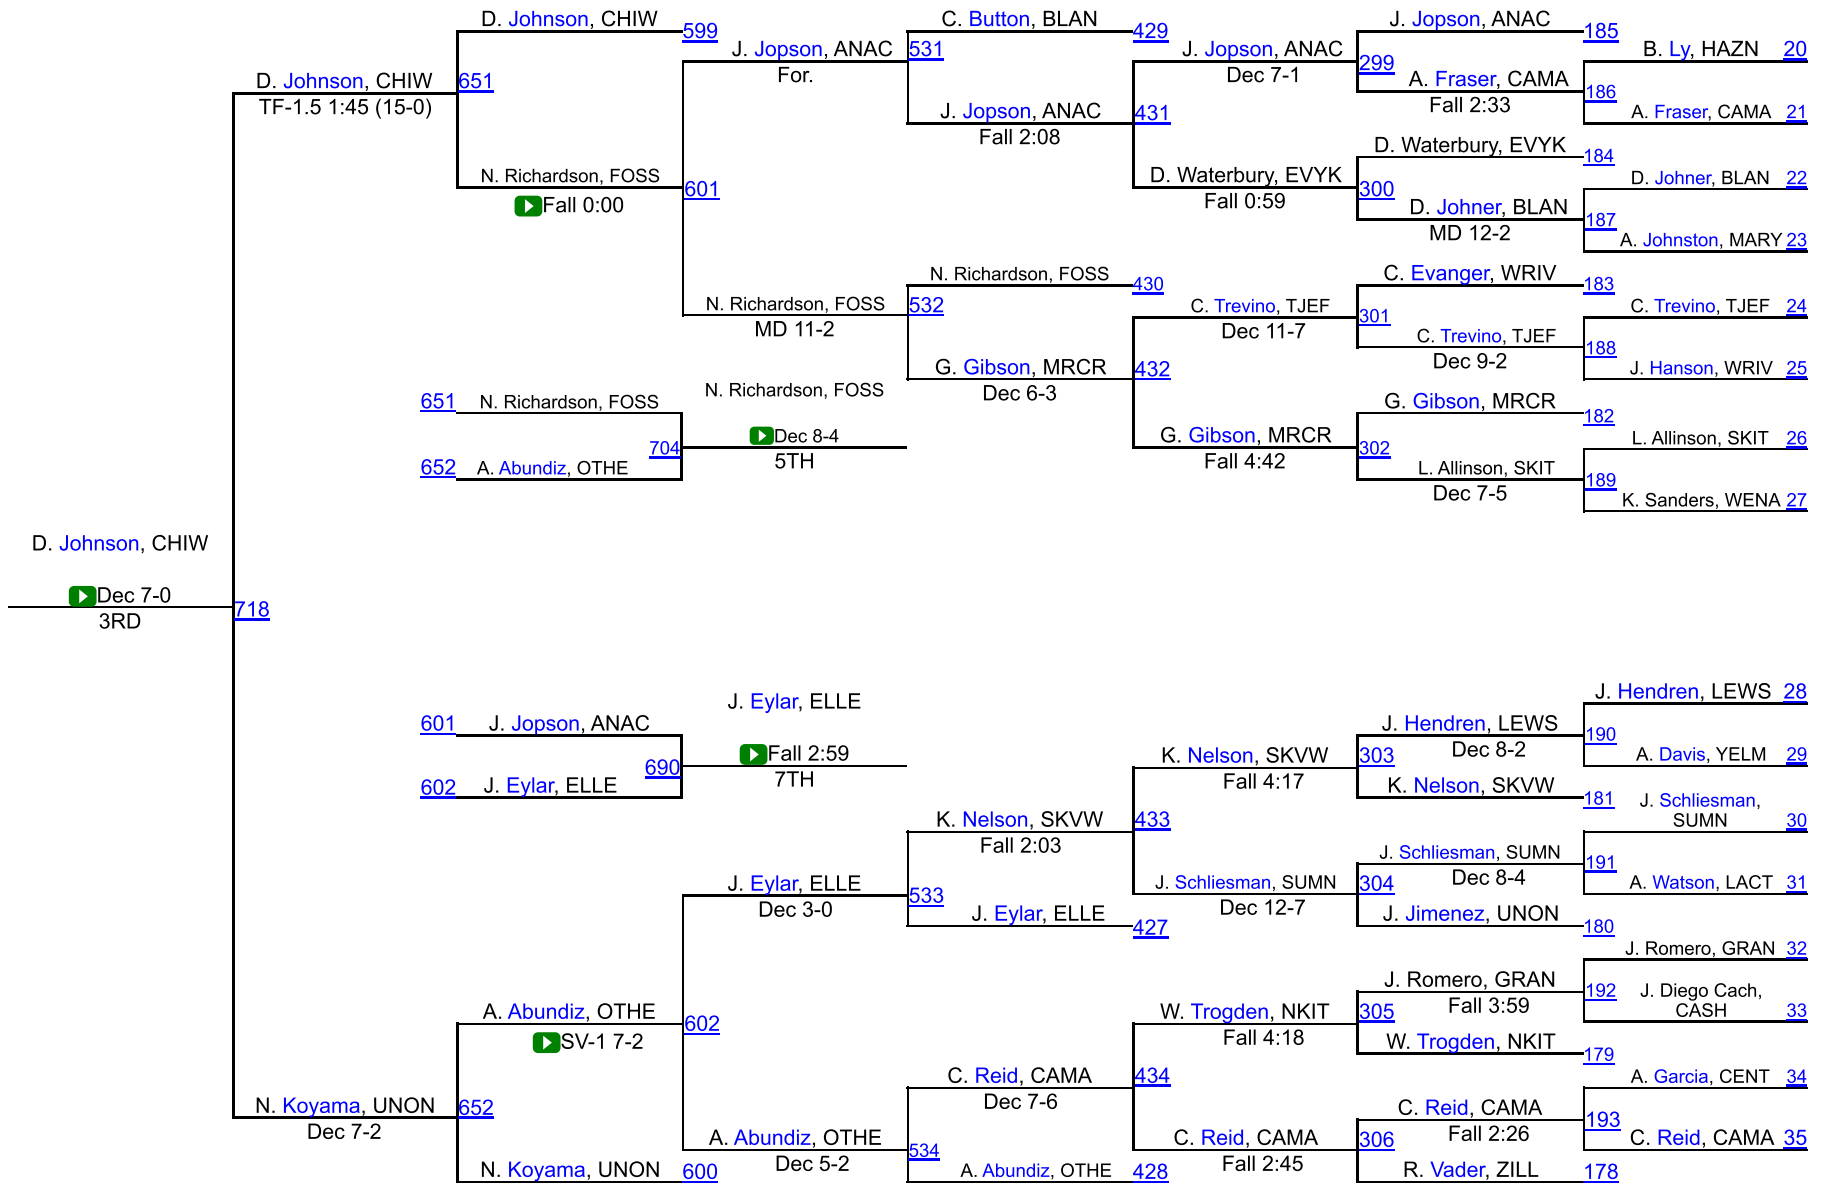 D. Johnson, CHIW
599
C. Button, BLAN
429
J. Jopson, ANAC
185
J. Jopson, ANAC
For.
531
J. Jopson, ANAC
Dec 7-1
299
B. Ly, HAZN 20
D. Johnson, CHIW
TF-1.5 1:45 (15-0)
651
A. Fraser, CAMA
Fall 2:33
186
J. Jopson, ANAC
Fall 2:08
431
A. Fraser, CAMA 21
D. Waterbury, EVYK
184
N. Richardson, FOSS
Fall 0:00
601
D. Waterbury, EVYK
Fall 0:59
300
D. Johner, BLAN 22
D. Johner, BLAN
MD 12-2
187
A. Johnston, MARY 23
N. Richardson, FOSS
430
C. Evanger, WRIV
183
N. Richardson, FOSS
MD 11-2
532
C. Trevino, TJEF
Dec 11-7
301
C. Trevino, TJEF 24
C. Trevino, TJEF
Dec 9-2
188
G. Gibson, MRCR
Dec 6-3
432
J. Hanson, WRIV 25
N. Richardson, FOSS
651 N. Richardson, FOSS
G. Gibson, MRCR
182
Dec 8-4
5TH
704
G. Gibson, MRCR
Fall 4:42
302
L. Allinson, SKIT 26
652 A. Abundiz, OTHE
L. Allinson, SKIT
Dec 7-5
189
K. Sanders, WENA 27
D. Johnson, CHIW
Dec 7-0
3RD
718
J. Eylar, ELLE
J. Hendren, LEWS 28
601 J. Jopson, ANAC
J. Hendren, LEWS
Dec 8-2
190
Fall 2:59
7TH
690
K. Nelson, SKVW
Fall 4:17
303
A. Davis, YELM 29
602 J. Eylar, ELLE
K. Nelson, SKVW
181
J. Schliesman,
SUMN 30
K. Nelson, SKVW
Fall 2:03
433
J. Schliesman, SUMN
Dec 8-4
191
J. Eylar, ELLE
Dec 3-0
533
J. Schliesman, SUMN
Dec 12-7
304
A. Watson, LACT 31
J. Eylar, ELLE
427
J. Jimenez, UNON
180
J. Romero, GRAN 32
J. Romero, GRAN
Fall 3:59
192
J. Diego Cach,
CASH 33
A. Abundiz, OTHE
SV-1 7-2
602
W. Trogden, NKIT
Fall 4:18
305
W. Trogden, NKIT
179
C. Reid, CAMA
Dec 7-6
434
A. Garcia, CENT 34
N. Koyama, UNON
Dec 7-2
652
C. Reid, CAMA
Fall 2:26
193
A. Abundiz, OTHE
Dec 5-2
534
C. Reid, CAMA
Fall 2:45
306
C. Reid, CAMA 35
N. Koyama, UNON
600
A. Abundiz, OTHE
428
R. Vader, ZILL
178